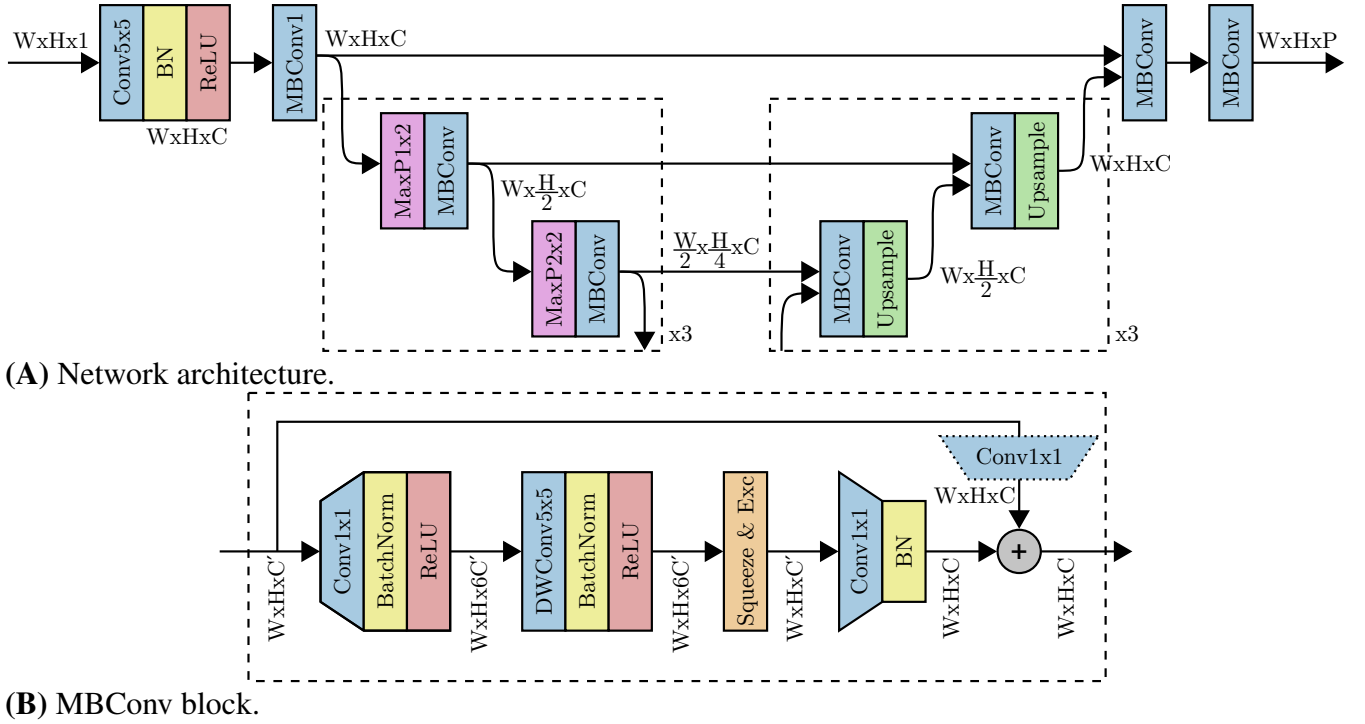 WxHx1
Conv5x5
BN
ReLU
WxHxC
MBConv1
WxHxC
MaxP1x2
MBConv
Wx H/2 xC
MaxP2x2
MBConv
x3
W/2 x H/4 xC
MBConv
Upsample
Wx H/2 xC
MBConv
Upsample
WxHxC
x3
MBConv
MBConv
WxHxP
(A) Network architecture.
WxHxC′
Conv1x1
BatchNorm
ReLU
WxHx6C′
DWConv5x5
BatchNorm
ReLU
WxHx6C′
Squeeze & Exc
WxHxC′
Conv1x1
BN
WxHxC
Conv1x1
WxHxC
+
WxHxC
(B) MBConv block.